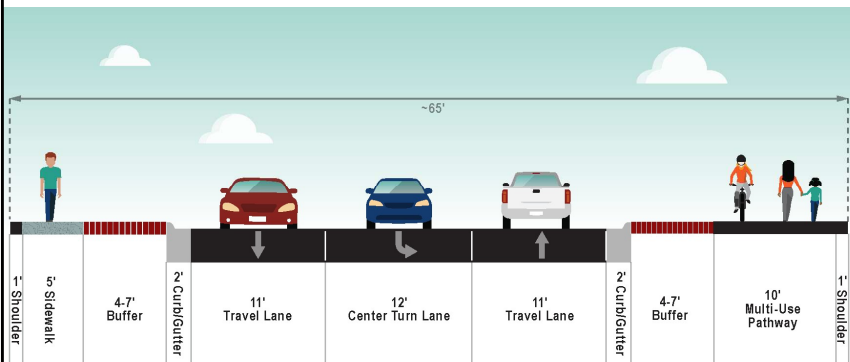 ~65'
1' Shoulder
5' Sidewalk
4-7'
Buffer
2' Curb/Gutter
11'
Travel Lane
12'
Center Turn Lane
11'
Travel Lane
2' Curb/Gutter
4-7'
Buffer
10'
Multi-Use
Pathway
1' Shoulder